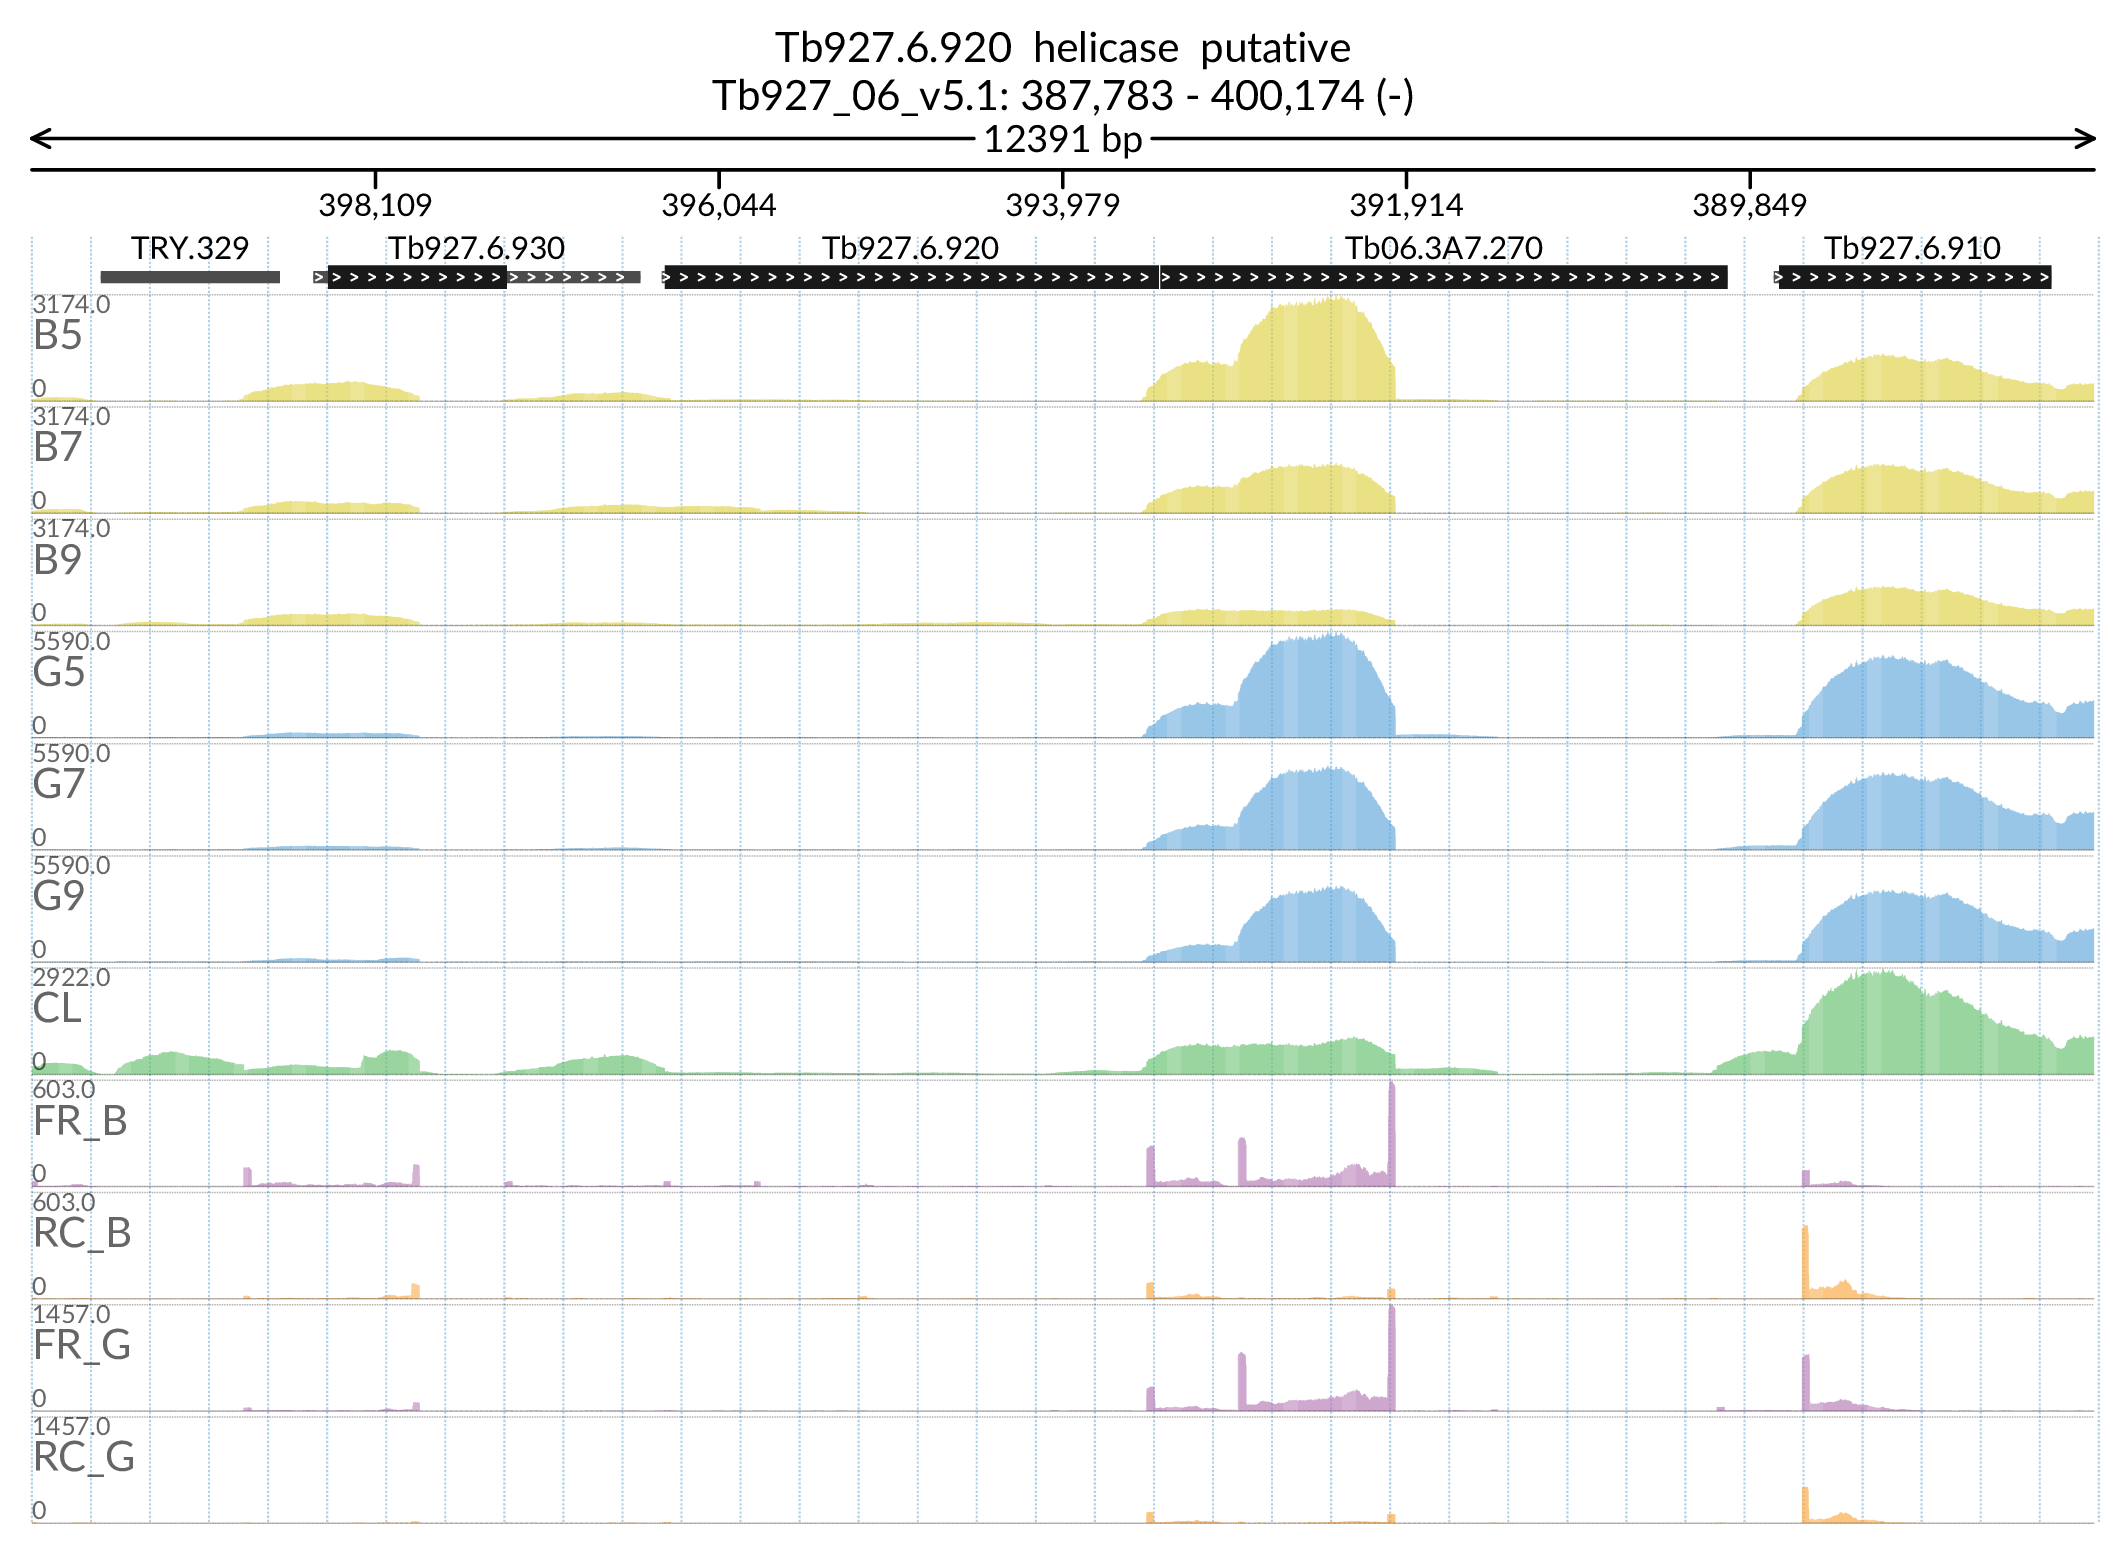 Tb927.6.920 helicase putative
Tb927_06_v5.1: 387,783 - 400,174 (-)
12391 bp
398,109 396,044 393,979 391,914 389,849
TRY.329 Tb927.6.930 Tb927.6.920 Tb06.3A7.270 Tb927.6.910
3174.0
B5
0
3174.0
B7
0
3174.0
B9
0
5590.0
G5
0
5590.0
G7
0
5590.0
G9
0
2922.0
CL
0
603.0
FR_B
0
603.0
RC_B
0
1457.0
FR_G
0
1457.0
RC_G
0